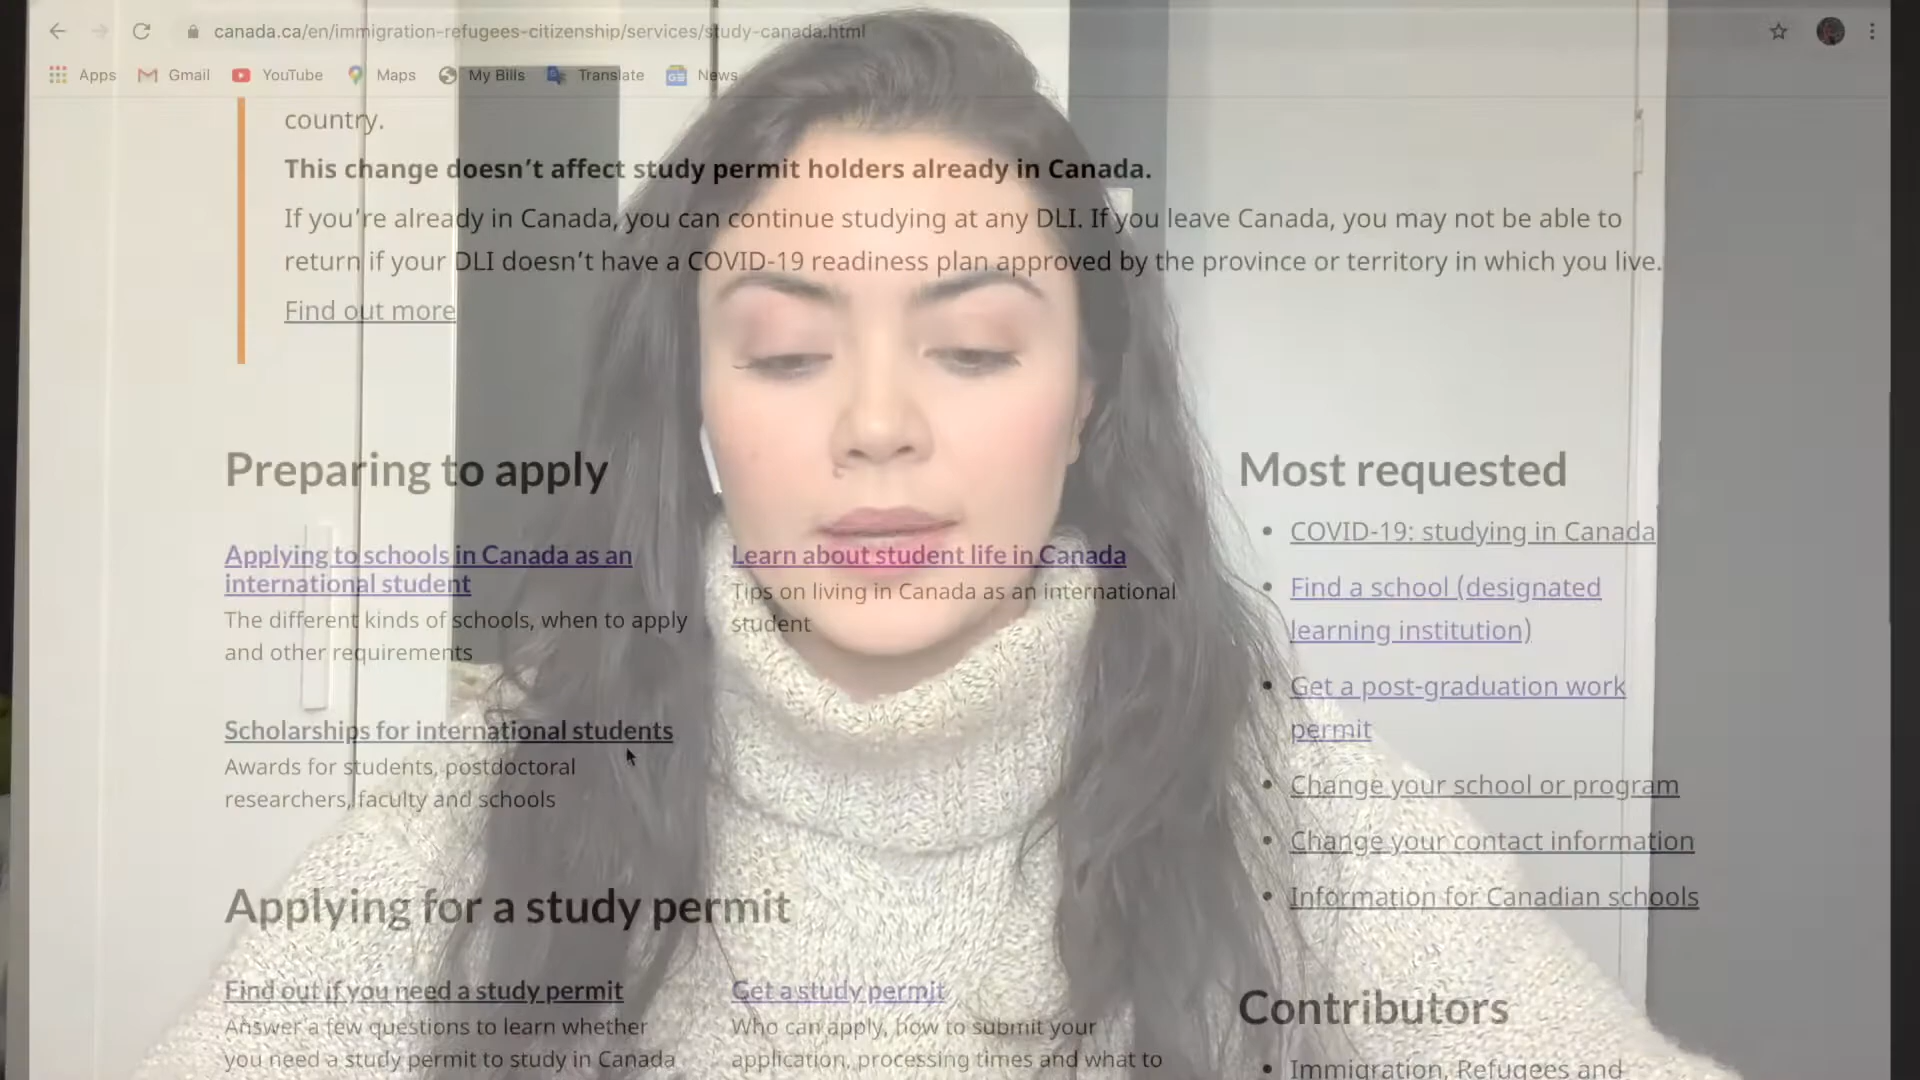 canada.ca/en/immigration-refugees-citizenship/services/study-canada.html
Apps Gmail YouTube Maps My Bills Translate News
country.
This change doesn’t affect study permit holders already in Canada.
If you’re already in Canada, you can continue studying at any DLI. If you leave Canada, you may not be able to
return if your DLI doesn’t have a COVID-19 readiness plan approved by the province or territory in which you live.
Find out more
Preparing to apply
Applying to schools in Canada as an
international student
The different kinds of schools, when to apply
and other requirements
Learn about student life in Canada
Tips on living in Canada as an international
student
Scholarships for international students
Awards for students, postdoctoral
researchers, faculty and schools
Applying for a study permit
Find out if you need a study permit
Answer a few questions to learn whether
you need a study permit to study in Canada
Get a study permit
Who can apply, how to submit your
application, processing times and what to
Most requested
COVID-19: studying in Canada
Find a school (designated
learning institution)
Get a post-graduation work
permit
Change your school or program
Change your contact information
Information for Canadian schools
Contributors
Immigration, Refugees and